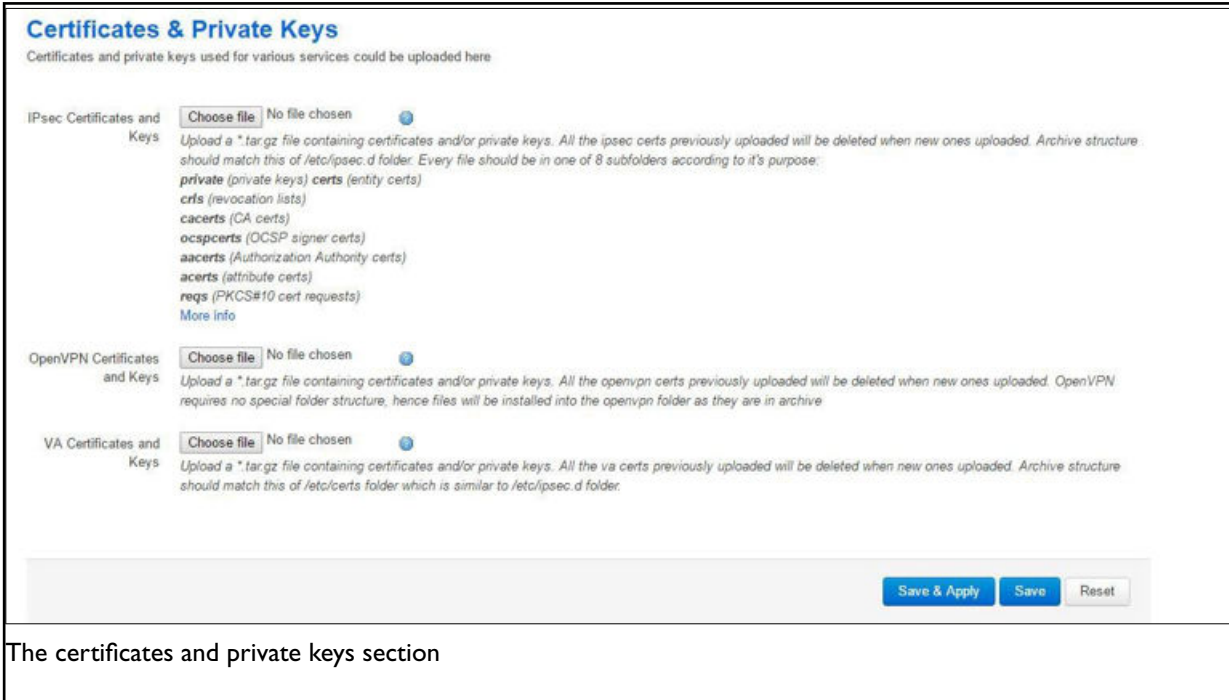 Certificates & Private Keys
Certificates and private keys used for various services could be uploaded here
IPsec Certificates and Keys
Choose file No file chosen
Upload a *.tar.gz file containing certificates and/or private keys. All the ipsec certs previously uploaded will be deleted when new ones uploaded. Archive structure
should match this of /etc/ipsec.d folder. Every file should be in one of 8 subfolders according to it's purpose:
private (private keys) certs (entity certs)
crls (revocation lists)
cacerts (CA certs)
ocspcerts (OCSP signer certs)
aacerts (Authorization Authority certs)
acerts (attribute certs)
reqs (PKCS#10 cert requests)
More info
OpenVPN Certificates and Keys
Choose file No file chosen
Upload a *.tar.gz file containing certificates and/or private keys. All the openvpn certs previously uploaded will be deleted when new ones uploaded. OpenVPN
requires no special folder structure, hence files will be installed into the openvpn folder as they are in archive
VA Certificates and Keys
Choose file No file chosen
Upload a *.tar.gz file containing certificates and/or private keys. All the va certs previously uploaded will be deleted when new ones uploaded. Archive structure
should match this of /etc/certs folder which is similar to /etc/ipsec.d folder.
Save & Apply Save Reset
The certificates and private keys section